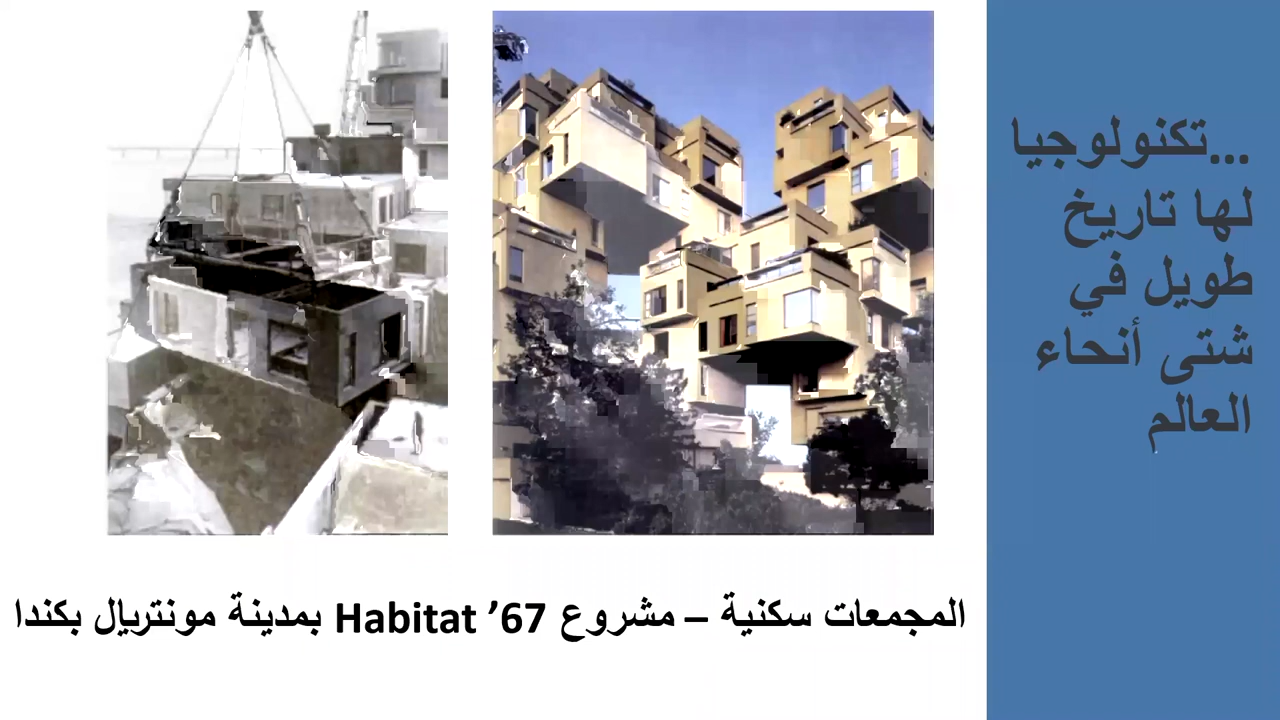 ...تكنولوجيا
لها تاريخ
طويل في
شتى أنحاء
العالم
المجمعات سكنية – مشروع Habitat ’67 بمدينة مونتريال بكندا